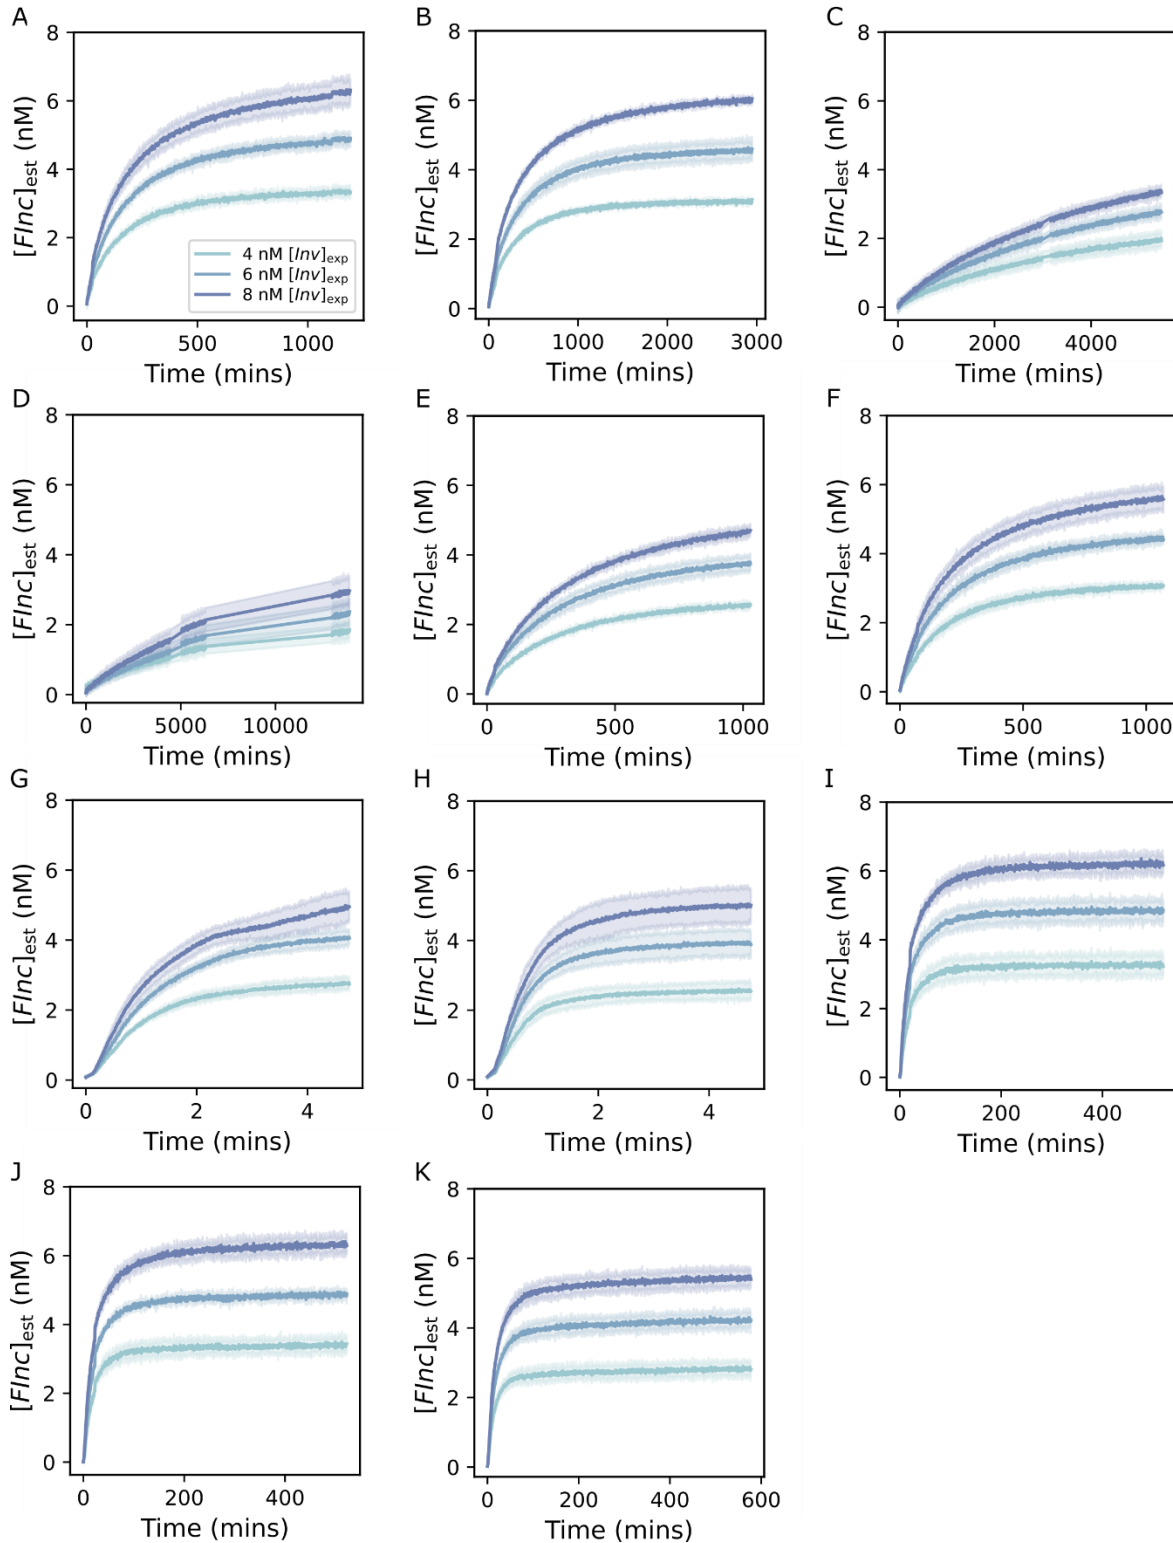 A
8
6
4
2
0
[FInc]est (nM)
4 nM [Inv]exp
6 nM [Inv]exp
8 nM [Inv]exp
0 500 1000
Time (mins)
B
8
6
4
2
0
[FInc]est (nM)
0 1000 2000 3000
Time (mins)
C
8
6
4
2
0
[FInc]est (nM)
0 2000 4000
Time (mins)
D
8
6
4
2
0
[FInc]est (nM)
0 5000 10000
Time (mins)
E
8
6
4
2
0
[FInc]est (nM)
0 500 1000
Time (mins)
F
8
6
4
2
0
[FInc]est (nM)
0 500 1000
Time (mins)
G
8
6
4
2
0
[FInc]est (nM)
0 2 4
Time (mins)
H
8
6
4
2
0
[FInc]est (nM)
0 2 4
Time (mins)
I
8
6
4
2
0
[FInc]est (nM)
0 200 400
Time (mins)
J
8
6
4
2
0
[FInc]est (nM)
0 200 400
Time (mins)
K
8
6
4
2
0
[FInc]est (nM)
0 200 400 600
Time (mins)